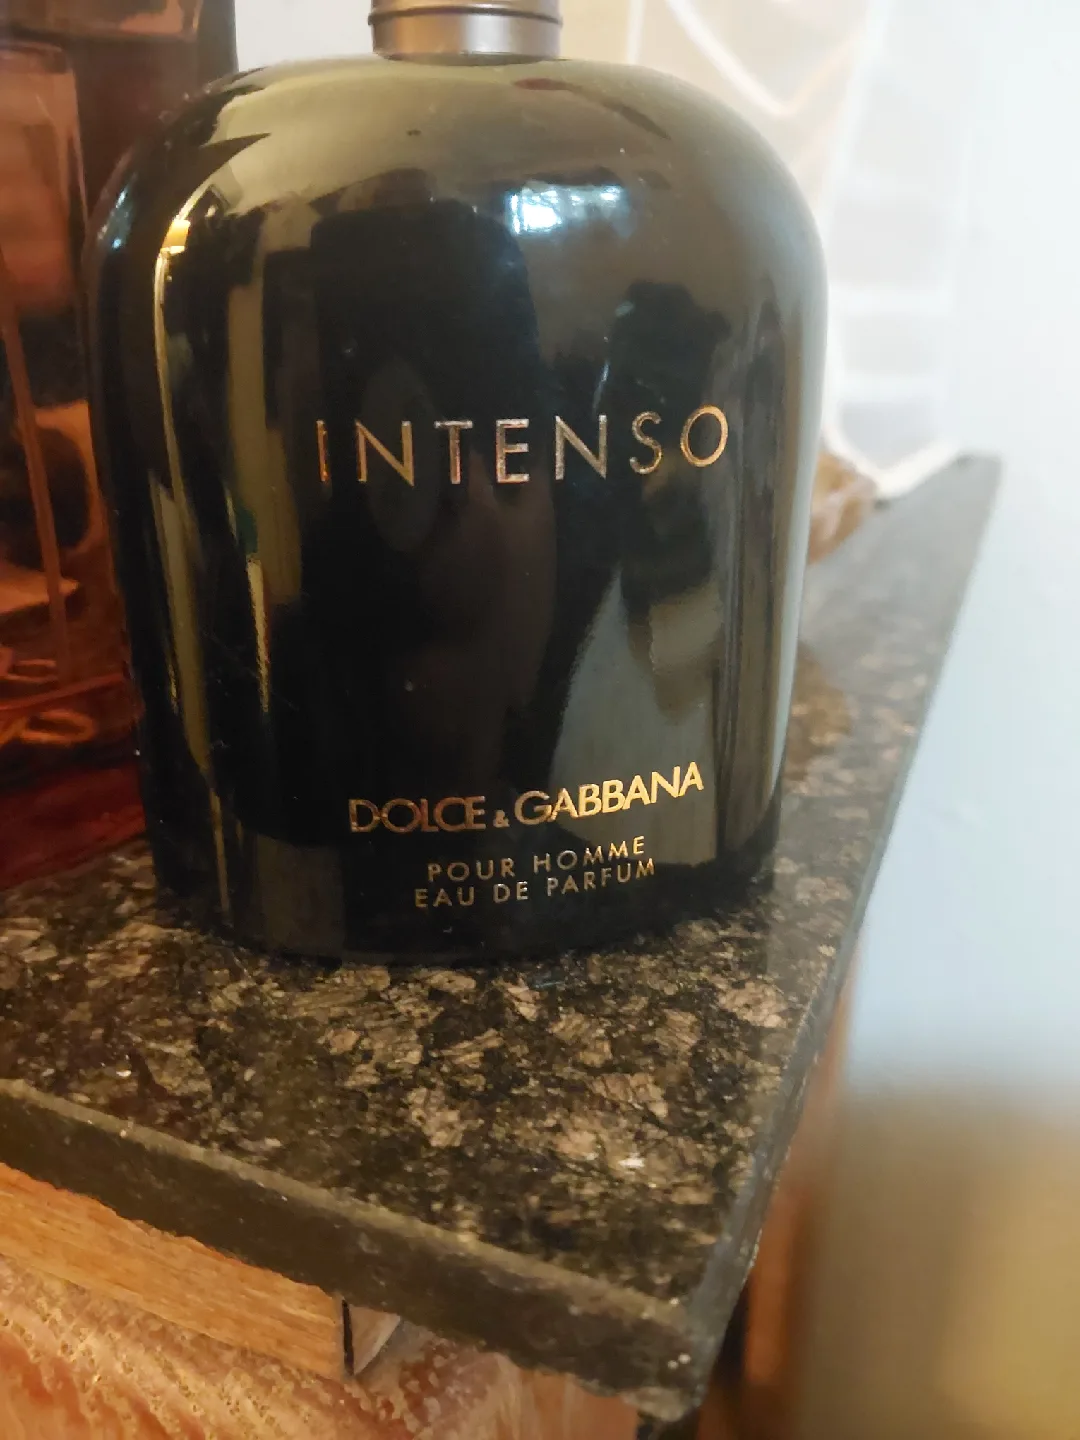 INTENSO
DOLCE & GABBANA
POUR HOMME
EAU DE PARFUM